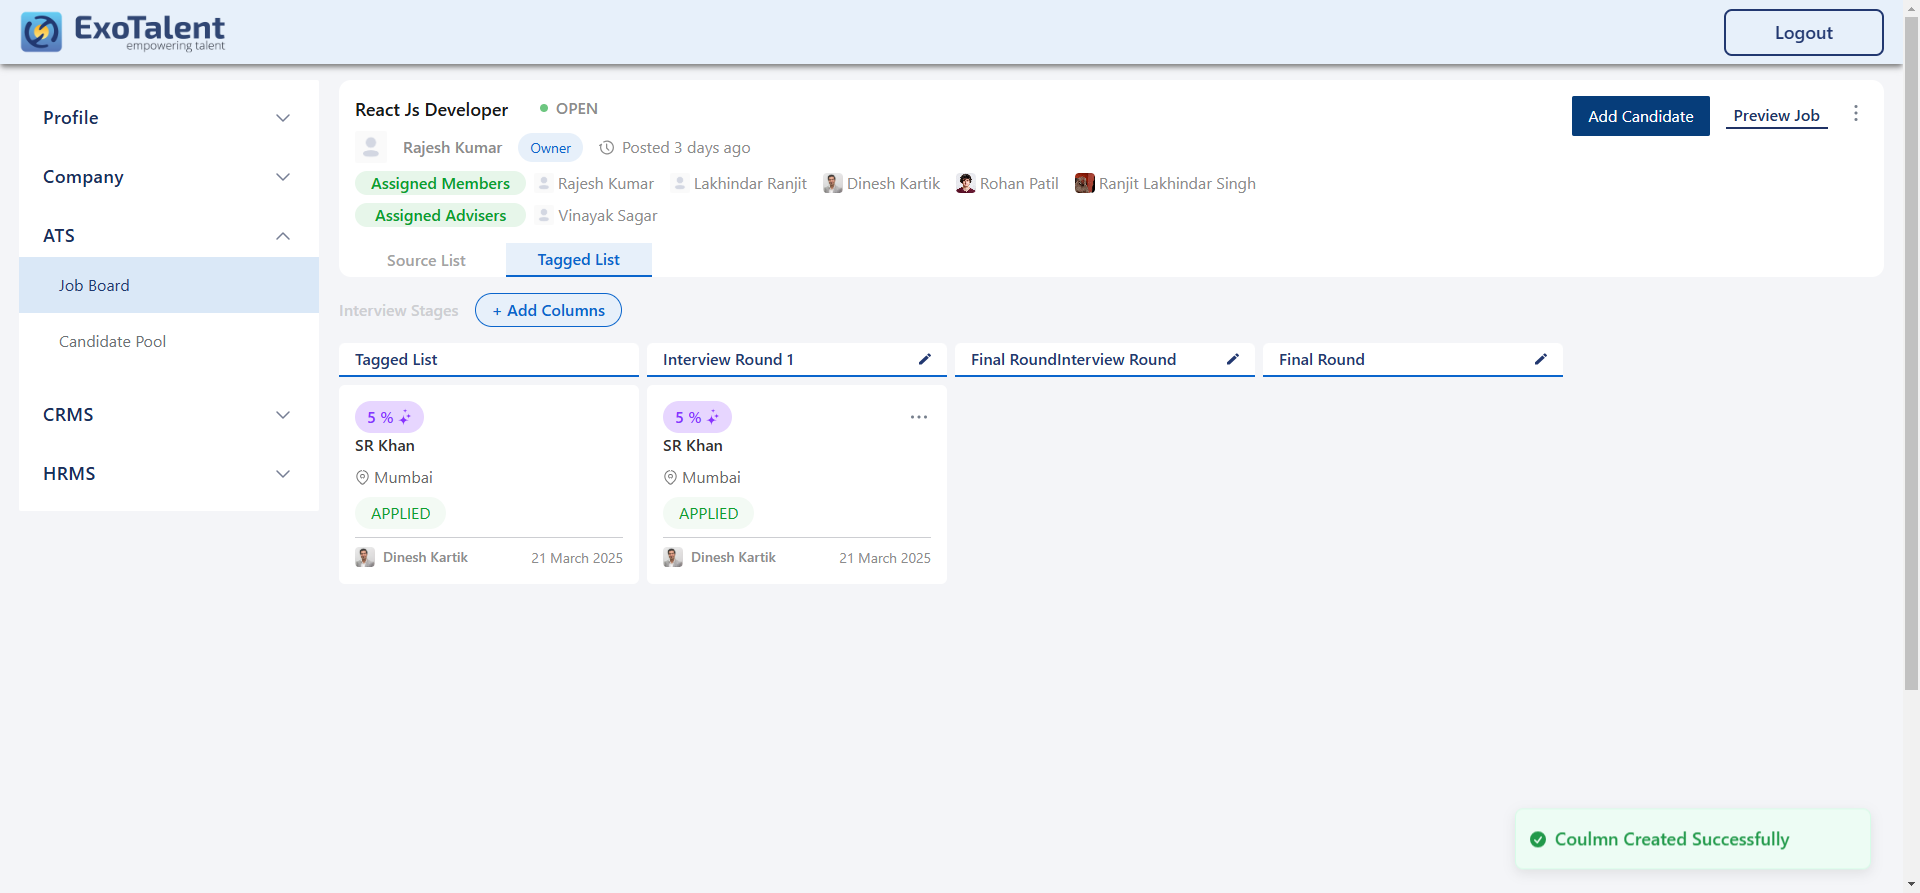 ExoTalent
empowering talent
Logout
Profile
Company
ATS
Job Board
Candidate Pool
CRMS
HRMS
React Js Developer OPEN
Add Candidate Preview Job
Rajesh Kumar Owner Posted 3 days ago
Assigned Members Rajesh Kumar Lakhindar Ranjit Dinesh Kartik Rohan Patil Ranjit Lakhindar Singh
Assigned Advisers Vinayak Sagar
Source List Tagged List
Interview Stages + Add Columns
Tagged List Interview Round 1 Final RoundInterview Round Final Round
5 %
SR Khan
Mumbai
APPLIED
Dinesh Kartik 21 March 2025
5 %
SR Khan
Mumbai
APPLIED
Dinesh Kartik 21 March 2025
Coulmn Created Successfully